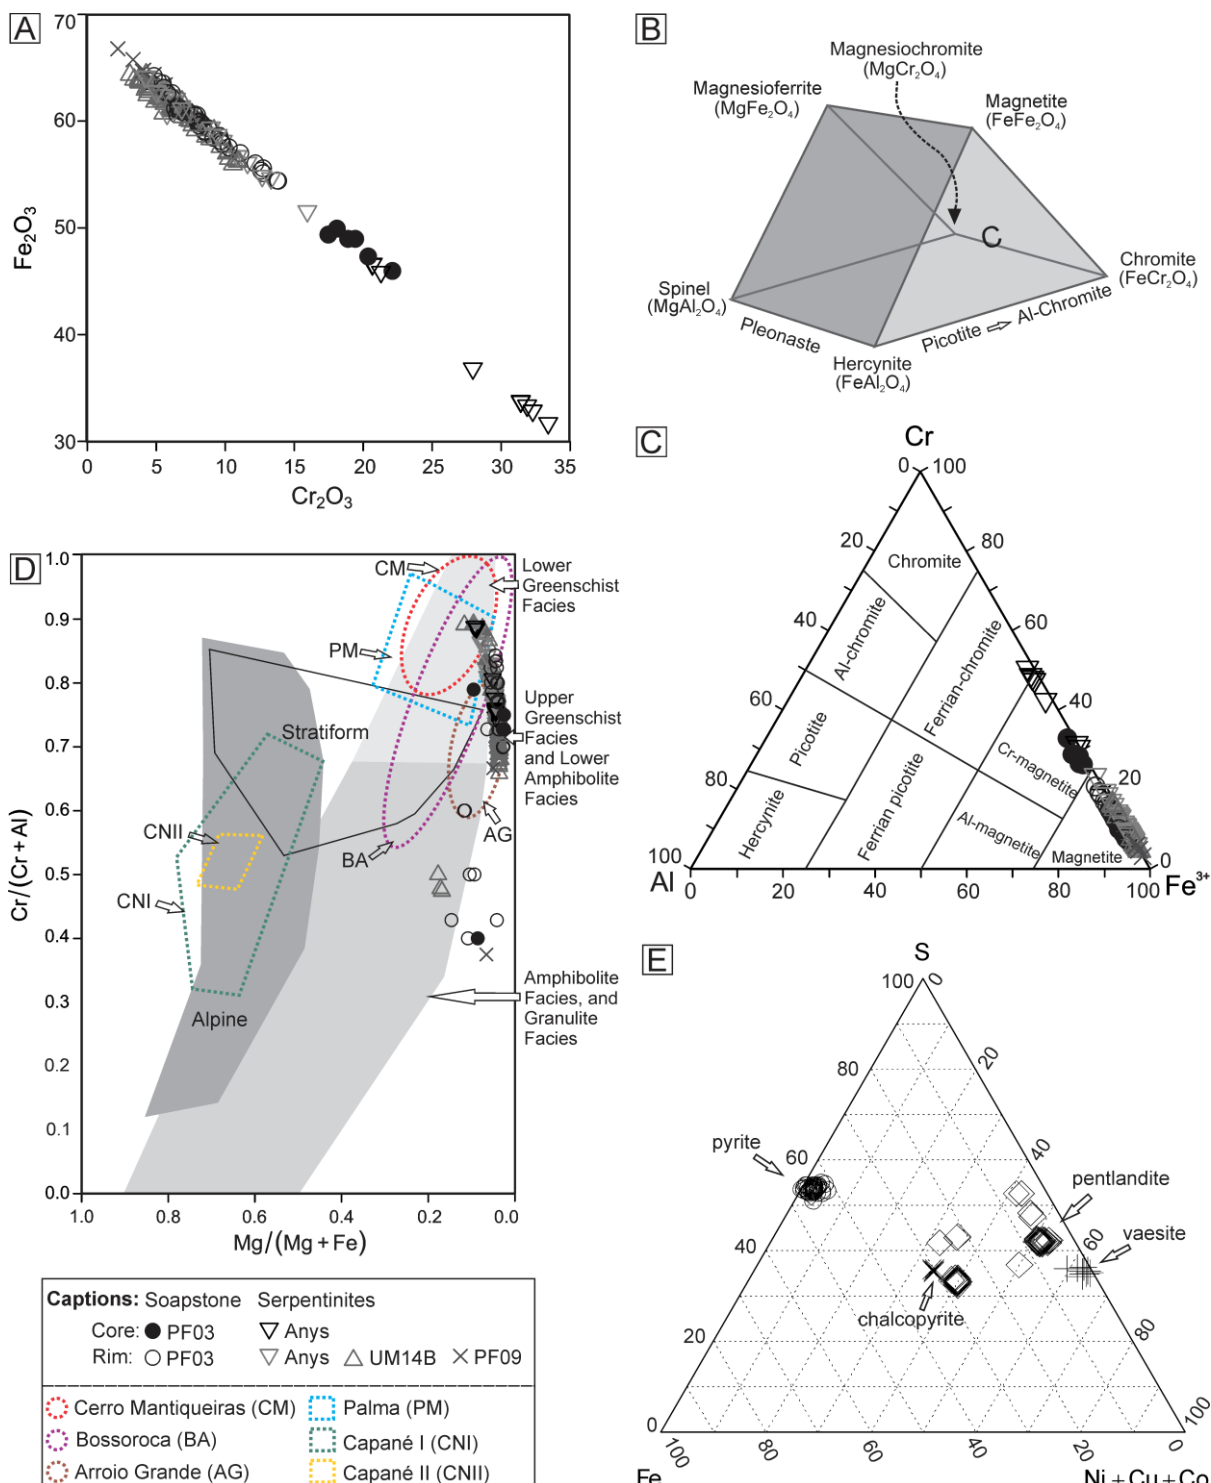 A
70
60
50
40
30
Fe₂O₃
0
5
10
15
20
25
30
35
Cr₂O₃
B
Magnesiochromite
(MgCr₂O₄)
Magnesioferrite
(MgFe₂O₄)
Magnetite
(FeFe₂O₄)
C
Chromite
(FeCr₂O₄)
Spinel
(MgAl₂O₄)
Pleonaste
Picotite ⇨ Al-Chromite
Hercynite
(FeAl₂O₄)
C
Cr
0
100
20
80
Chromite
40
60
Al-chromite
Ferrian-chromite
60
40
Picotite
Cr-magnetite
80
20
Hercynite
Ferrian picotite
Al-magnetite
Magnetite
100
0
Al
Fe³⁺
0
20
40
60
80
100
D
1.0
0.9
0.8
0.7
0.6
0.5
0.4
0.3
0.2
0.1
0.0
Cr/(Cr+Al)
CM
Lower
Greenschist
Facies
PM
Stratiform
Upper
Greenschist
Facies
and Lower
Amphibolite
Facies
AG
BA
CNII
CNI
Alpine
Amphibolite
Facies, and
Granulite
Facies
1.0
0.8
0.6
0.4
0.2
0.0
Mg/(Mg+Fe)
E
S
100
0
80
20
pyrite
60
40
pentlandite
vaesite
40
60
chalcopyrite
20
80
0
100
100
80
60
40
20
0
Fe
Ni+Cu+Co
Captions: Soapstone Serpentinites
Core: PF03 Anys
Rim: PF03 Anys UM14B PF09
Cerro Mantiqueiras (CM) Palma (PM)
Bossoroca (BA) Capané I (CNI)
Arroio Grande (AG) Capané II (CNII)